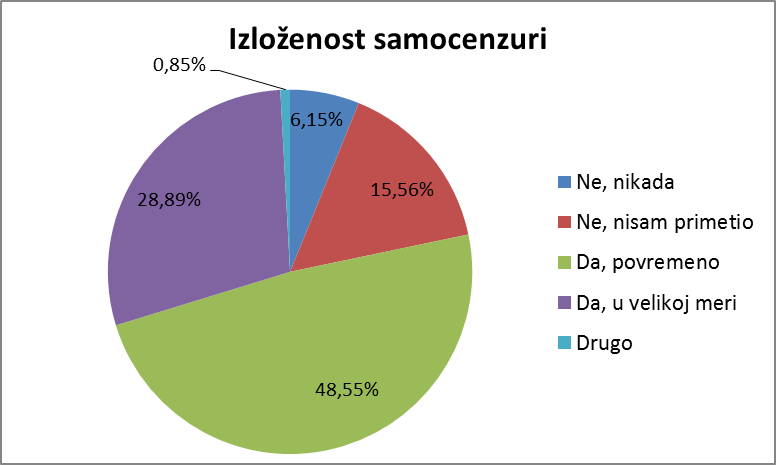 Izloženost samocenzuri
0,85%
6,15%
15,56%
28,89%
48,55%
Ne, nikada
Ne, nisam primetio
Da, povremeno
Da, u velikoj meri
Drugo